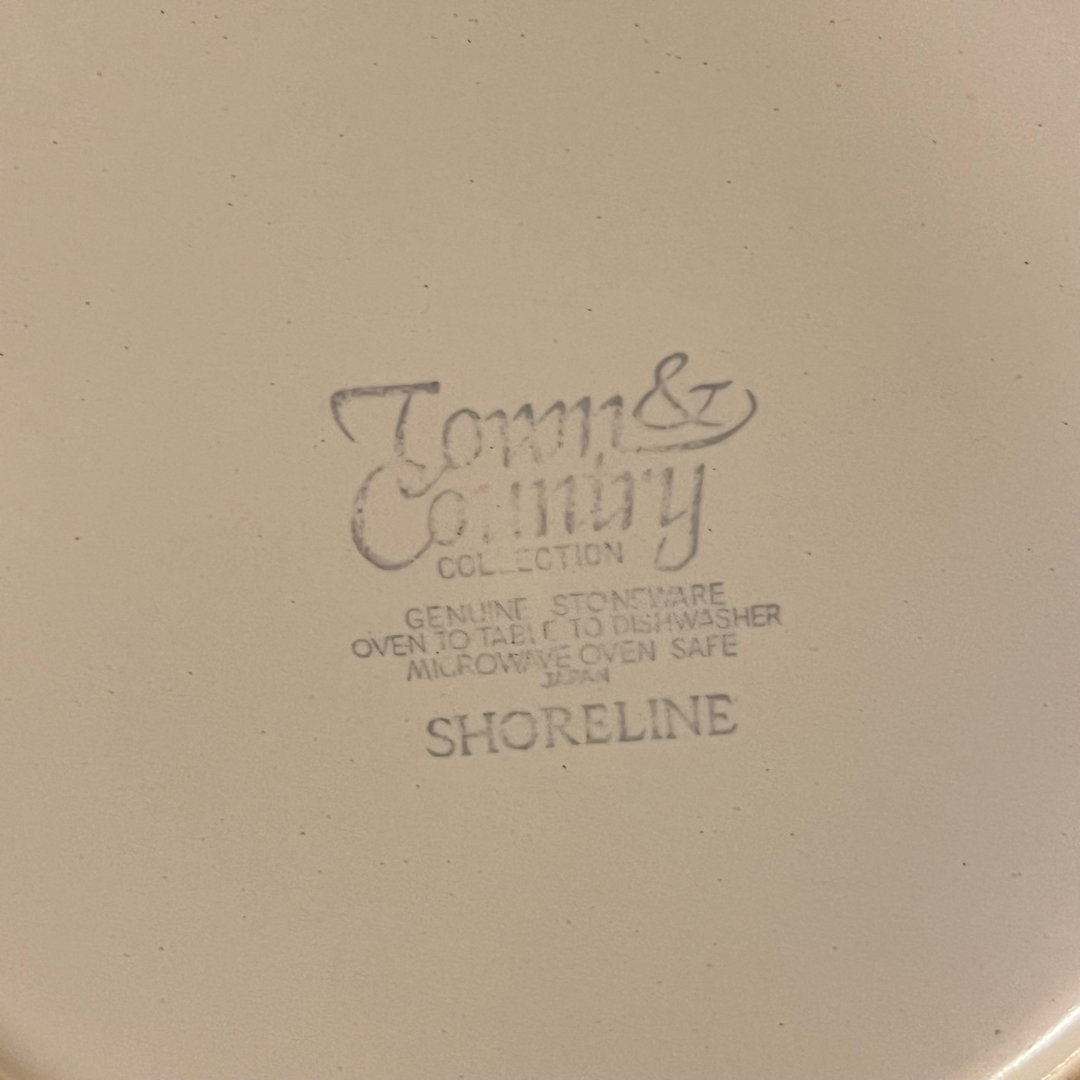 Town &
Country
COLLECTION
GENUINE STONEWARE
OVEN TO TABLE TO DISHWASHER
MICROWAVE OVEN SAFE
JAPAN
SHORELINE